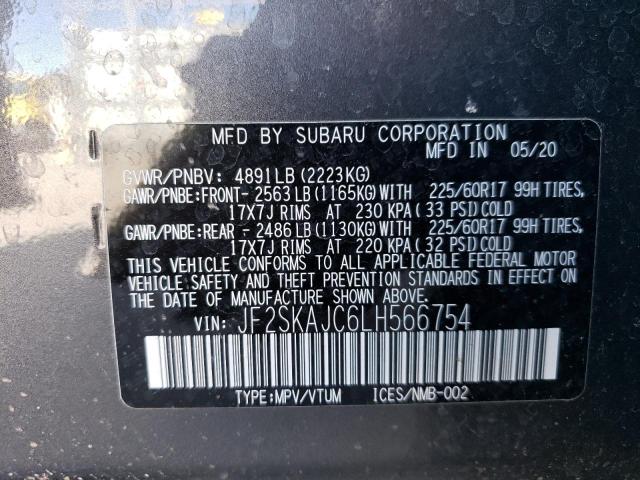 MFD BY SUBARU CORPORATION
MFD IN 05/20
GVWR/PNBV: 4891LB (2223KG)
GAWR/PNBE:FRONT-2563LB(1165KG)WITH 225/60R17 99H TIRES,
17X7J RIMS AT 230 KPA (33 PSI)COLD
GAWR/PNBE:REAR -2486LB(1130KG)WITH 225/60R17 99H TIRES,
17X7J RIMS AT 220 KPA (32 PSI)COLD
THIS VEHICLE CONFORMS TO ALL APPLICABLE FEDERAL MOTOR
VEHICLE SAFETY AND THEFT PREVENTION STANDARDS IN EFFECT ON
THE DATE OF MANUFACTURE SHOWN ABOVE.
VIN: JF2SKAJC6LH566754
TYPE:MPV/VTUM ICES/NMB-002